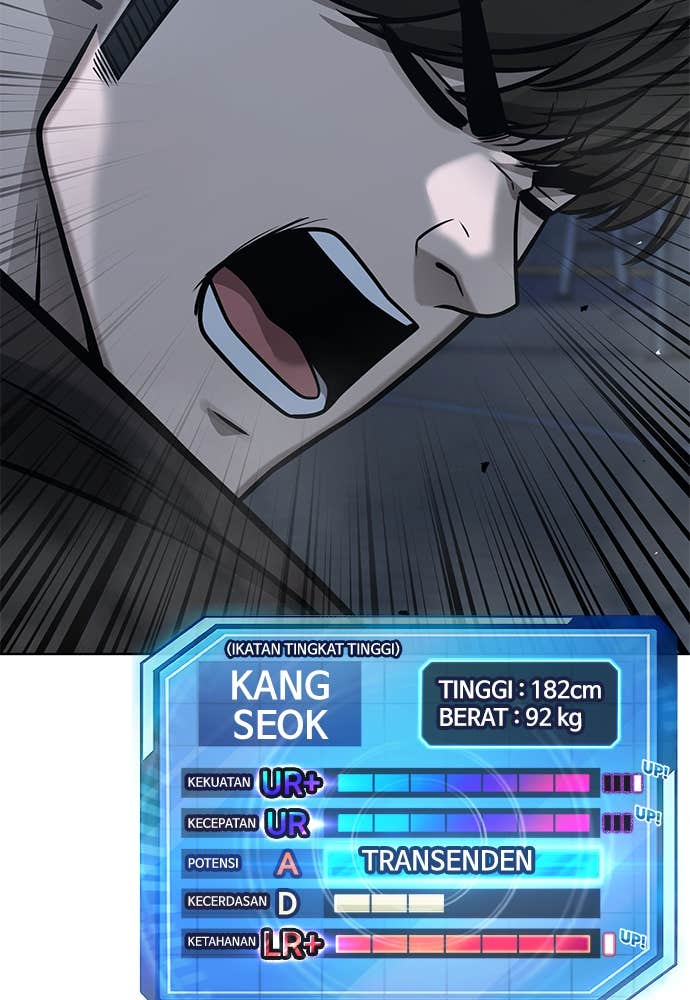 (IKATAN TINGKAT TINGGI)
KANG
SEOK
TINGGI : 182cm
BERAT : 92 kg
KEKUATAN UR+ UP!
KECEPATAN UR UP!
POTENSI A TRANSENDEN
KECERDASAN D
KETAHANAN LR+ UP!